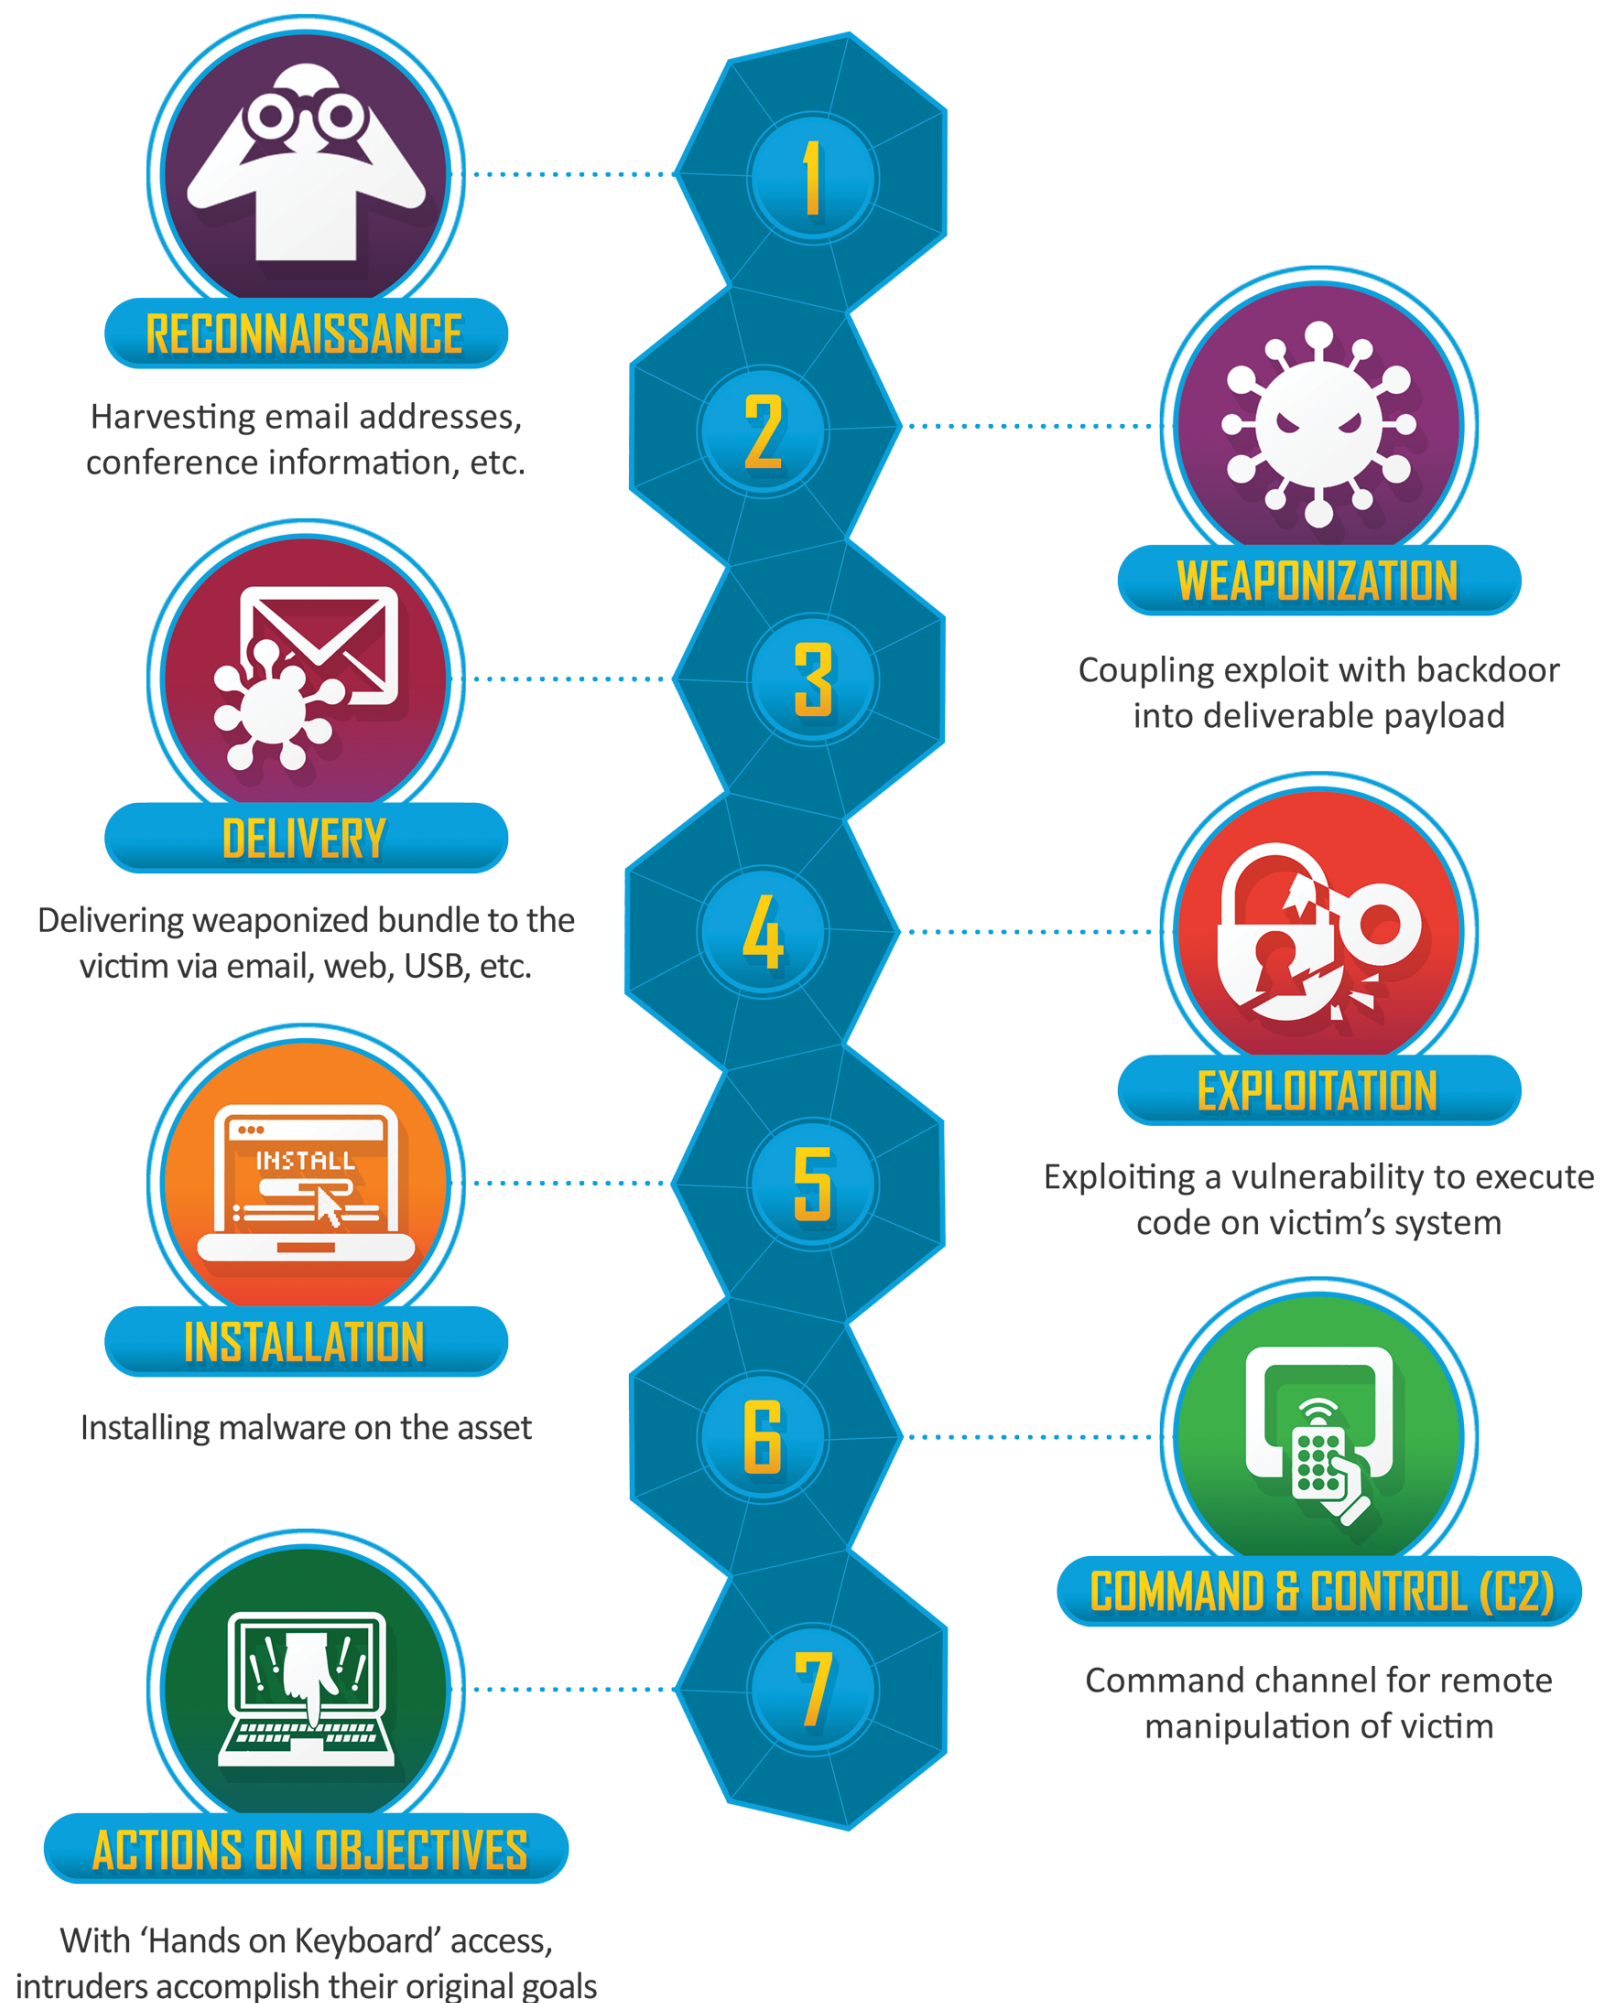 1
RECONNAISSANCE
Harvesting email addresses,
conference information, etc.
2
WEAPONIZATION
Coupling exploit with backdoor
into deliverable payload
3
DELIVERY
Delivering weaponized bundle to the
victim via email, web, USB, etc.
4
EXPLOITATION
Exploiting a vulnerability to execute
code on victim’s system
5
INSTALL
INSTALLATION
Installing malware on the asset
6
COMMAND & CONTROL (C2)
Command channel for remote
manipulation of victim
7
ACTIONS ON OBJECTIVES
With ‘Hands on Keyboard’ access,
intruders accomplish their original goals